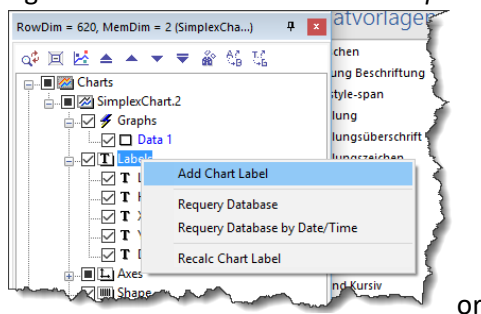 RowDim = 620, MemDim = 2 (SimplexCha...)
atvorlagen
Charts
SimplexChart.2
Graphs
Data 1
Labels
Add Chart Label
Requery Database
Requery Database by Date/Time
Recalc Chart Label
Axes
Shape
chen
ung Beschriftung
style-span
lung
lungsüberschrift
lungszeichen
nd Kursiv
or